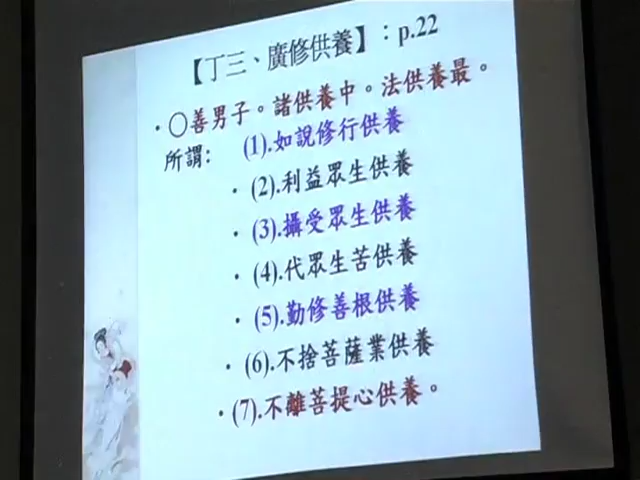 【丁三、廣修供養】：p.22
•〇善男子。諸供養中。法供養最。
所謂: (1).如說修行供養
• (2).利益眾生供養
• (3).攝受眾生供養
• (4).代眾生苦供養
• (5).勤修善根供養
• (6).不捨菩薩業供養
• (7).不離菩提心供養。